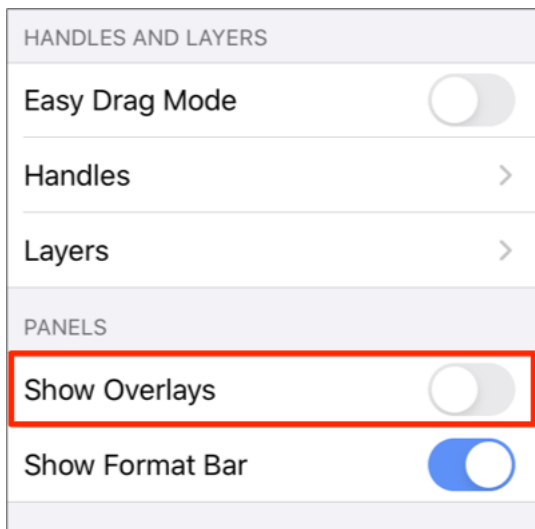 HANDLES AND LAYERS
Easy Drag Mode
Handles
Layers
PANELS
Show Overlays
Show Format Bar